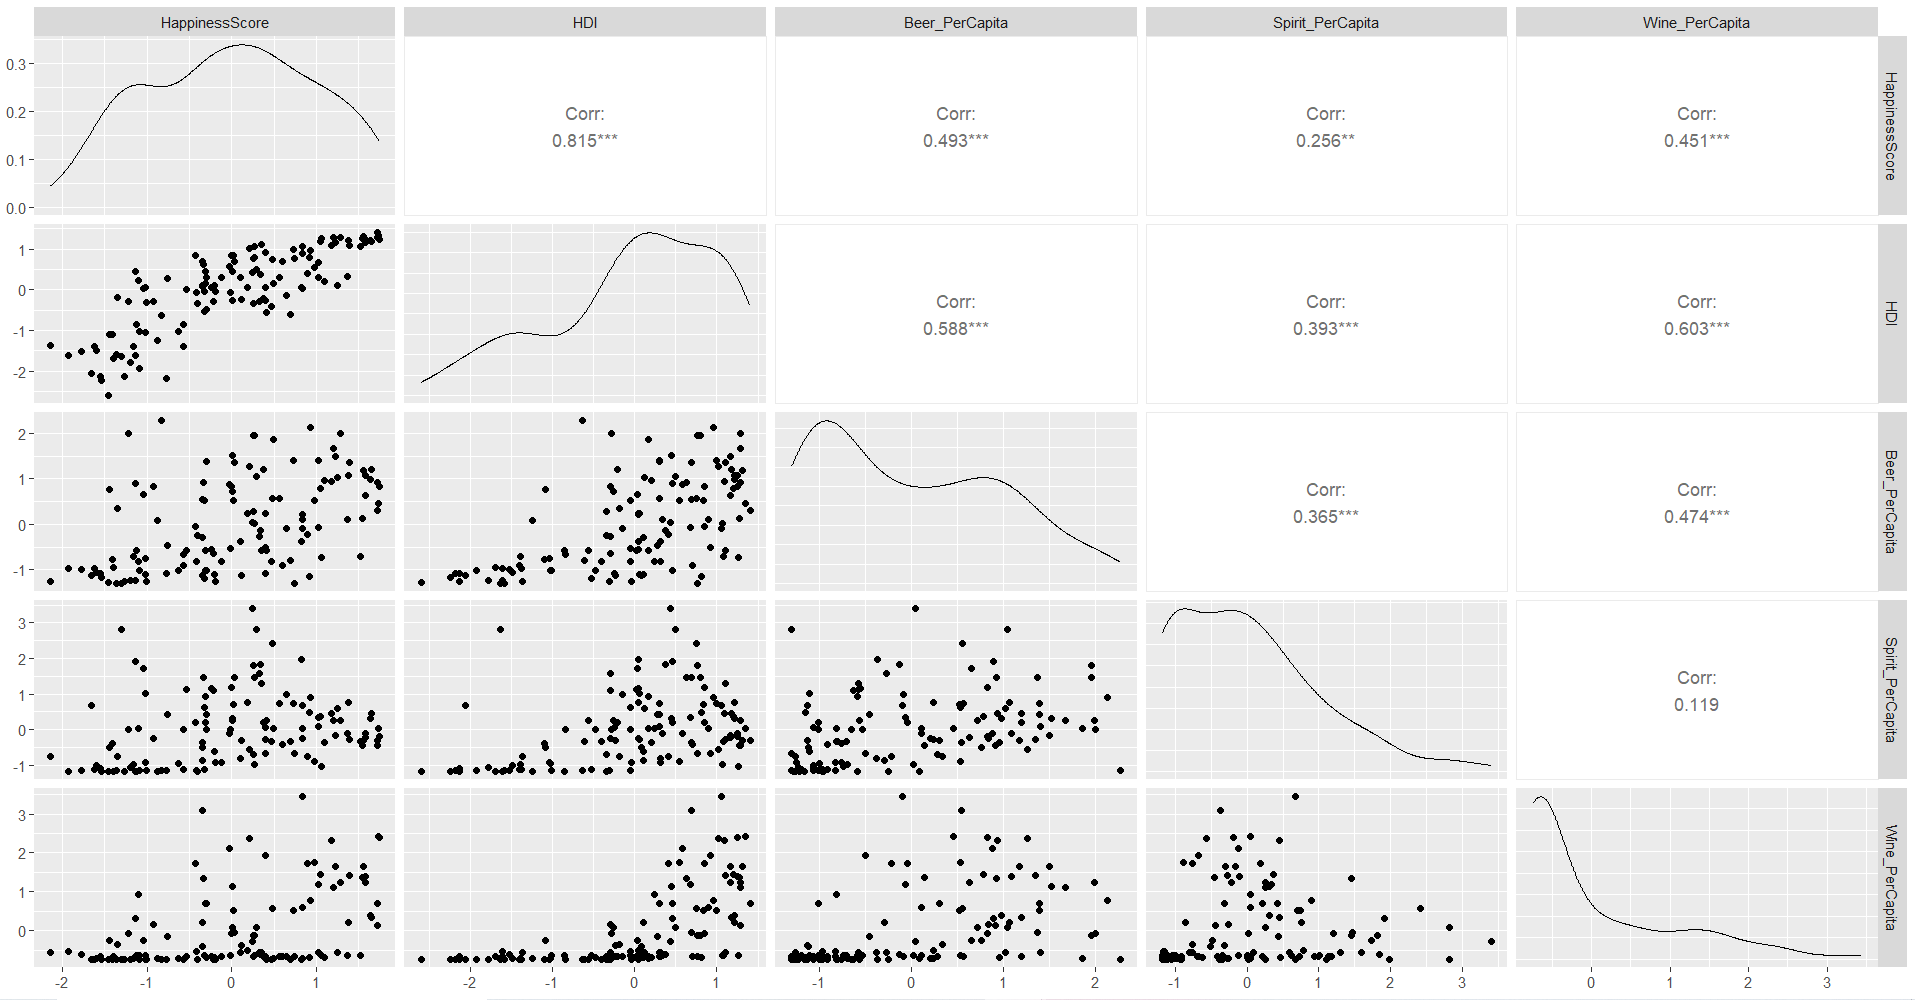 HappinessScore HDI Beer_PerCapita Spirit_PerCapita Wine_PerCapita
0.3
0.2
0.1
0.0
Corr:
0.815***
Corr:
0.493***
Corr:
0.256**
Corr:
0.451***
HappinessScore
1
0
-1
-2
Corr:
0.588***
Corr:
0.393***
Corr:
0.603***
HDI
2
1
0
-1
Corr:
0.365***
Corr:
0.474***
Beer_PerCapita
3
2
1
0
-1
Corr:
0.119
Spirit_PerCapita
3
2
1
0
Wine_PerCapita
-2 -1 0 1 -2 -1 0 1 -1 0 1 2 -1 0 1 2 3 0 1 2 3